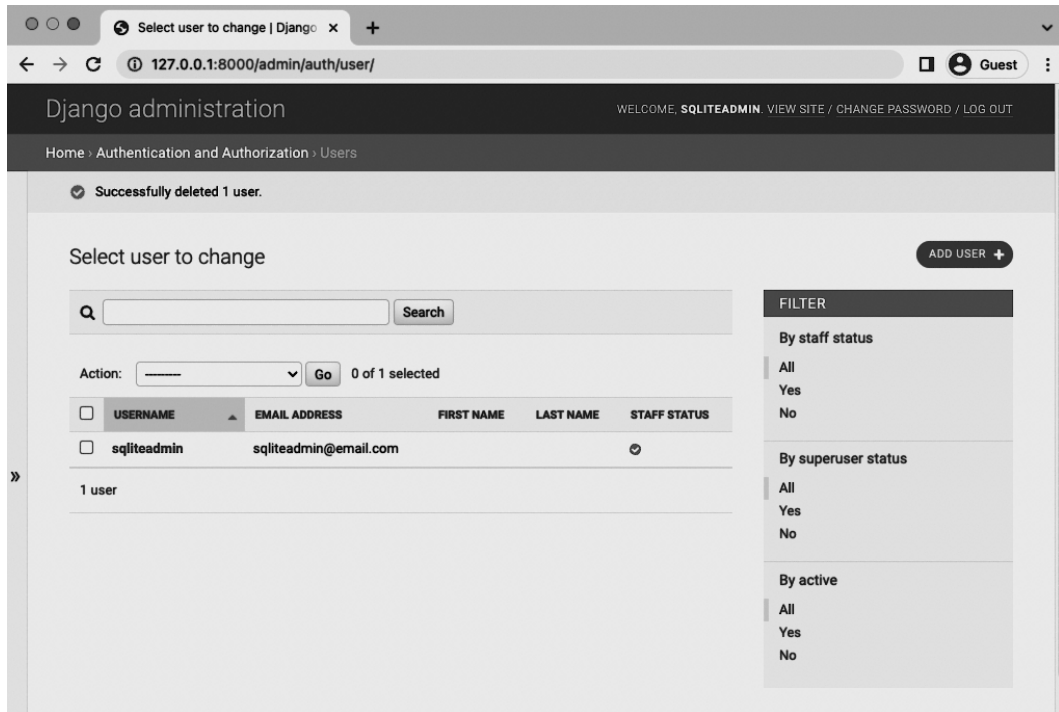 Select user to change | Django
127.0.0.1:8000/admin/auth/user/
Guest
Django administration
WELCOME, SQLITEADMIN. VIEW SITE / CHANGE PASSWORD / LOG OUT
Home › Authentication and Authorization › Users
Successfully deleted 1 user.
Select user to change
ADD USER +
Search
Action: --------- Go 0 of 1 selected
USERNAME EMAIL ADDRESS FIRST NAME LAST NAME STAFF STATUS
sqliteadmin sqliteadmin@email.com
1 user
»
FILTER
By staff status
All
Yes
No
By superuser status
All
Yes
No
By active
All
Yes
No